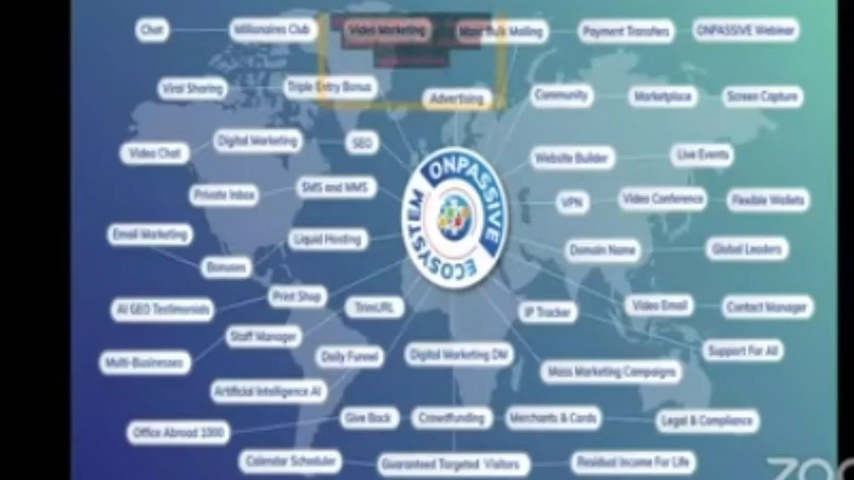 Chat Millionaires Club Video Marketing Mass Bulk Mailing Payment Transfers ONPASSIVE Webinar
Viral Sharing Triple Entry Bonus Advertising Community Marketplace Screen Capture
Video Chat Digital Marketing SEO Website Builder Live Events
Private Inbox SMS and MMS VPN Video Conference Flexible Wallets
ONPASSIVE ECOSYSTEM
Email Marketing Liquid Hosting Domain Name Global Leaders
Bonuses
AI GEO Testimonials Print Shop TrimURL IP Tracker Video Email Contact Manager
Staff Manager
Multi-Businesses Daily Funnel Digital Marketing DM Support For All
Artificial Intelligence AI Mass Marketing Campaigns
Office Abroad 1000 Give Back Crowdfunding Merchants & Cards Legal & Compliance
Calendar Scheduler Guaranteed Targeted Visitors Residual Income For Life